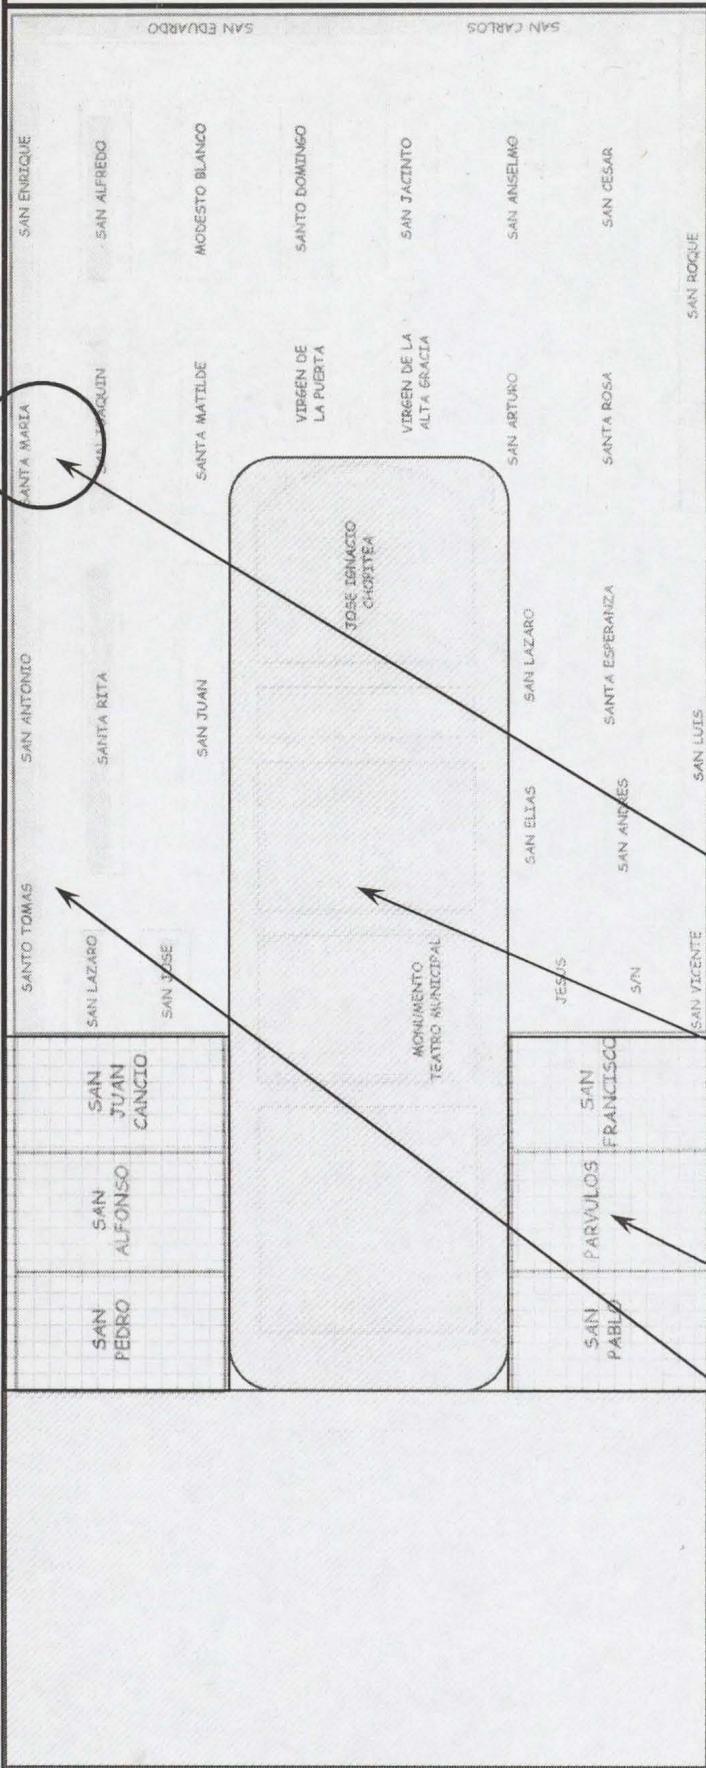 SANTO TOMAS
SAN ANTONIO
SANTA MARIA
SAN ENRIQUE
SAN PEDRO
SAN ALFONSO
SAN JUAN CANCIO
SAN LAZARO
SANTA RITA
SAN JOAQUIN
SAN ALFREDO
SAN JOSE
SAN JUAN
SANTA MATILDE
MODESTO BLANCO
SAN EDUARDO
VIRGEN DE
LA PUERTA
SANTO DOMINGO
JOSE IGNACIO
CHOPITEA
MONUMENTO
TEATRO MUNICIPAL
VIRGEN DE LA
ALTA GRACIA
SAN JACINTO
SAN CARLOS
SAN ELIAS
SAN LAZARO
SAN ARTURO
SAN ANSELMO
JESUS
SAN
PABLO
PARVULOS
SAN
FRANCISCO
S/N
SAN ANDRES
SANTA ESPERANZA
SANTA ROSA
SAN CESAR
SAN VICENTE
SAN LUIS
SAN ROQUE